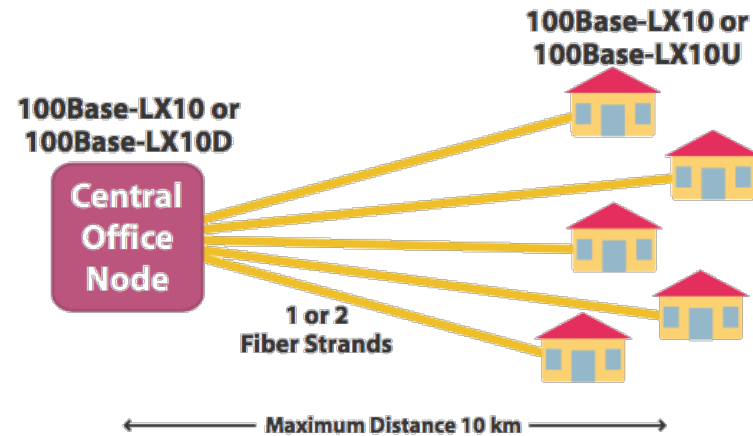 100Base-LX10 or
100Base-LX10U
100Base-LX10 or
100Base-LX10D
Central
Office
Node
1 or 2
Fiber Strands
Maximum Distance 10 km